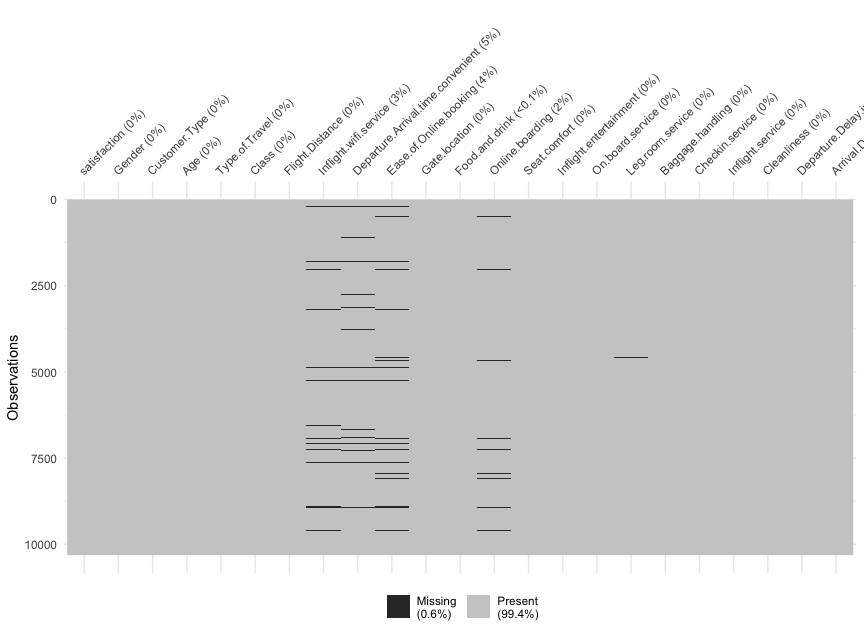 satisfaction (0%)
Gender (0%)
Customer.Type (0%)
Age (0%)
Type.of.Travel (0%)
Class (0%)
Flight.Distance (0%)
Inflight.wifi.service (3%)
Departure.Arrival.time.convenient (5%)
Ease.of.Online.booking (4%)
Gate.location (0%)
Food.and.drink (<0.1%)
Online.boarding (2%)
Seat.comfort (0%)
Inflight.entertainment (0%)
On.board.service (0%)
Leg.room.service (0%)
Baggage.handling (0%)
Checkin.service (0%)
Inflight.service (0%)
Cleanliness (0%)
Departure.Delay.
Arrival.
0
2500
5000
7500
10000
Observations
Missing
(0.6%)
Present
(99.4%)